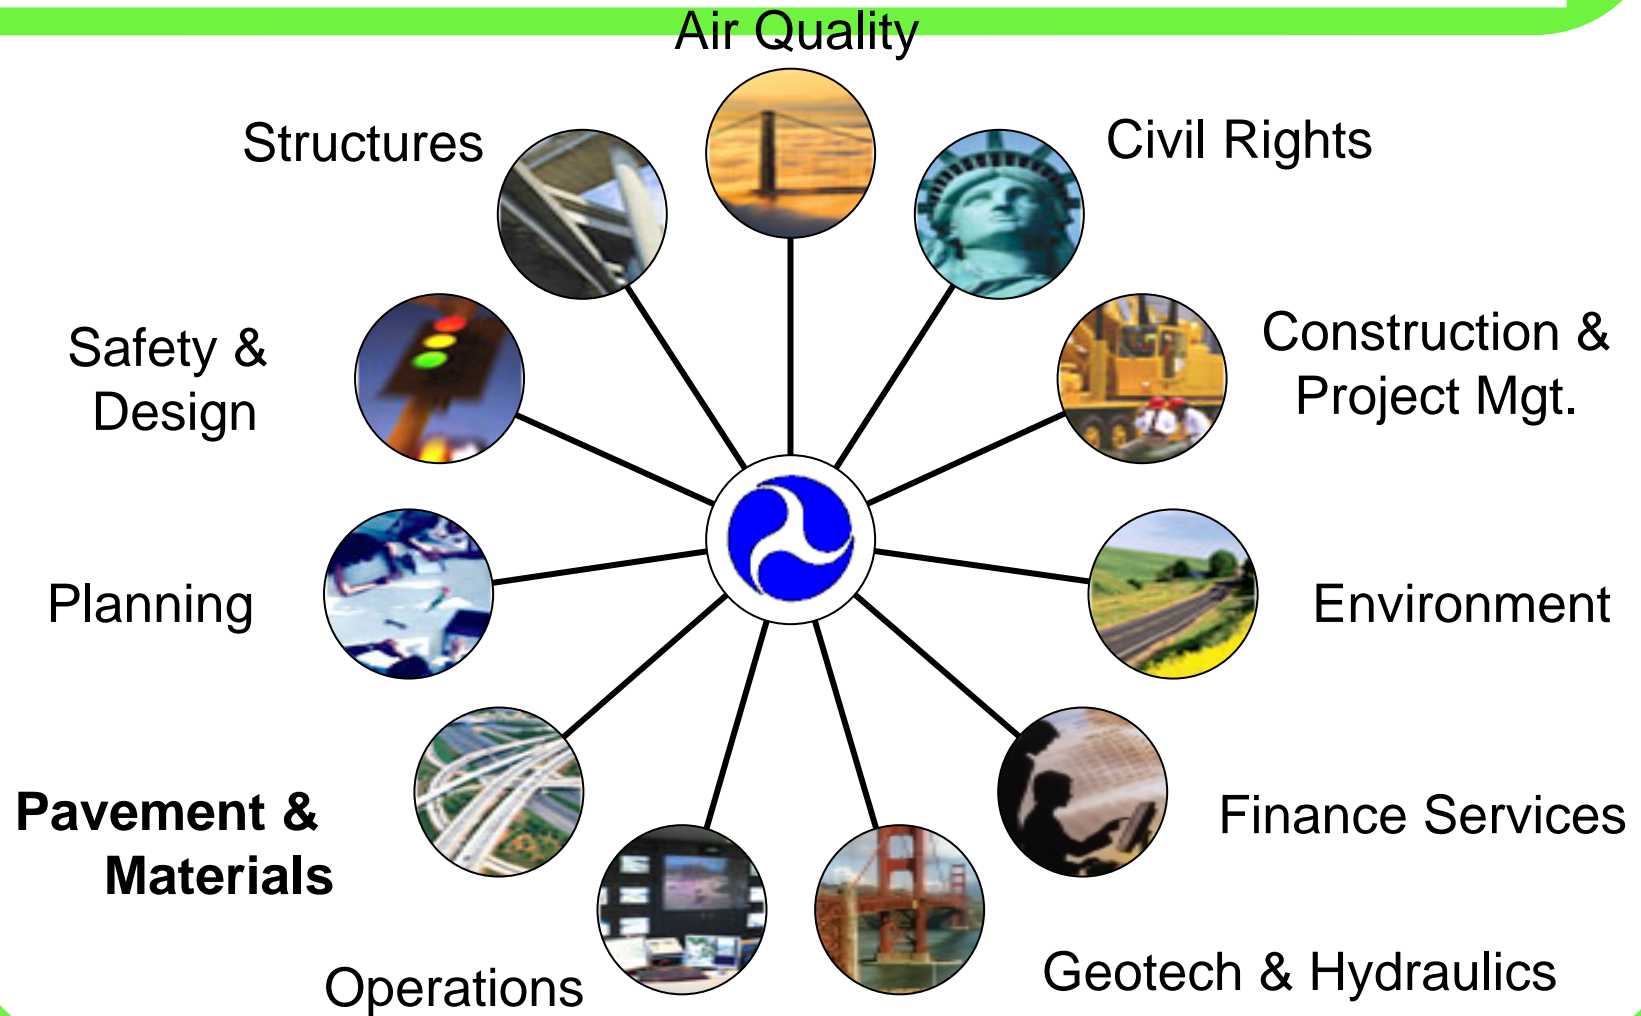 Air Quality
Structures
Civil Rights
Safety &
Design
Construction &
Project Mgt.
Planning
Environment
Pavement &
Materials
Finance Services
Operations
Geotech & Hydraulics